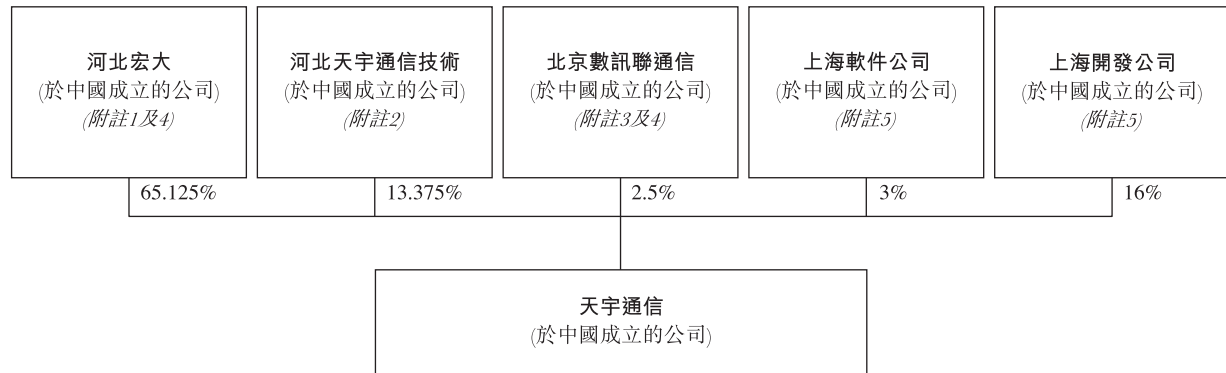 河北宏大
(於中國成立的公司)
(附註1及4)
河北天宇通信技術
(於中國成立的公司)
(附註2)
北京數訊聯通信
(於中國成立的公司)
(附註3及4)
上海軟件公司
(於中國成立的公司)
(附註5)
上海開發公司
(於中國成立的公司)
(附註5)
65.125%
13.375%
2.5%
3%
16%
天宇通信
(於中國成立的公司)